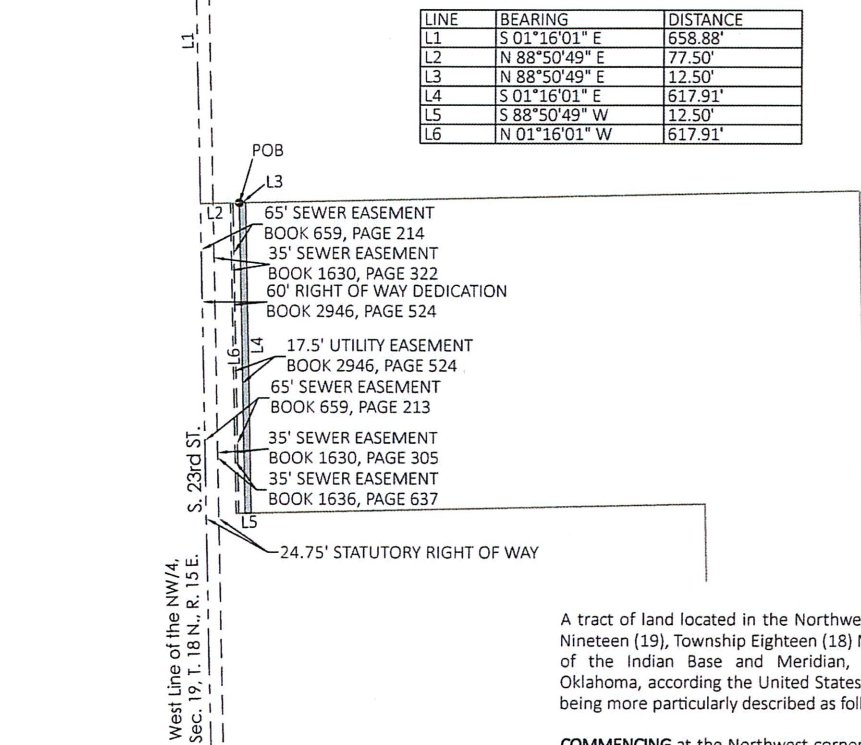 LINE BEARING DISTANCE
L1 S 01°16'01" E 658.88'
L2 N 88°50'49" E 77.50'
L3 N 88°50'49" E 12.50'
L4 S 01°16'01" E 617.91'
L5 S 88°50'49" W 12.50'
L6 N 01°16'01" W 617.91'
L1
POB
L3
L2
65' SEWER EASEMENT
BOOK 659, PAGE 214
35' SEWER EASEMENT
BOOK 1630, PAGE 322
60' RIGHT OF WAY DEDICATION
BOOK 2946, PAGE 524
L6
L4
17.5' UTILITY EASEMENT
BOOK 2946, PAGE 524
65' SEWER EASEMENT
BOOK 659, PAGE 213
S. 23rd ST.
35' SEWER EASEMENT
BOOK 1630, PAGE 305
35' SEWER EASEMENT
BOOK 1636, PAGE 637
L5
24.75' STATUTORY RIGHT OF WAY
West Line of the NW/4,
Sec. 19, T. 18 N., R. 15 E.
A tract of land located in the Northwe
Nineteen (19), Township Eighteen (18) N
of the Indian Base and Meridian,
Oklahoma, according the United States
being more particularly described as foll
COMMENCING at the Northwest corner